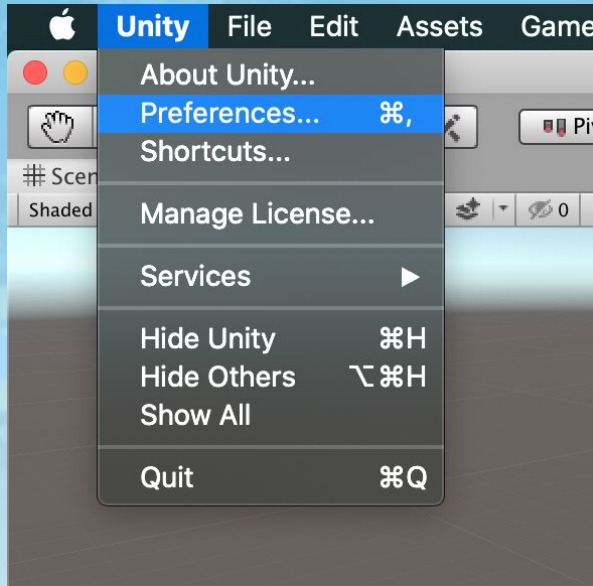 Unity File Edit Assets Game
About Unity...
Preferences... ⌘,
Shortcuts...
Manage License...
Services ▶
Hide Unity ⌘H
Hide Others ⌥⌘H
Show All
Quit ⌘Q
Shaded
0